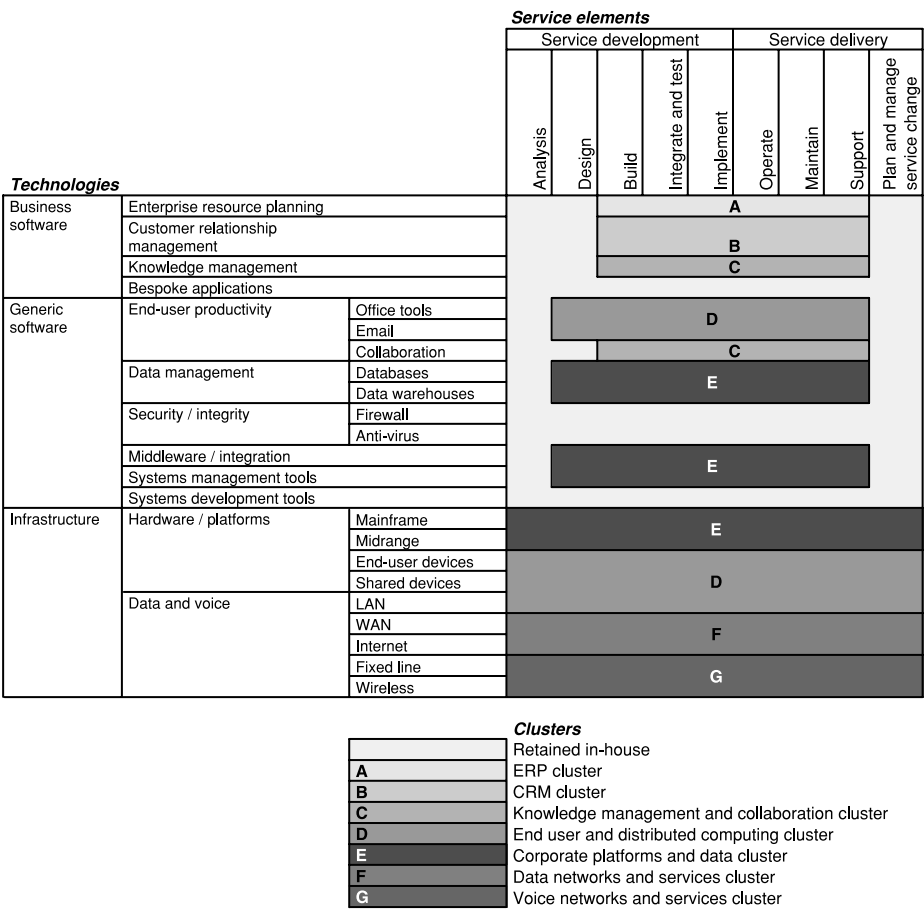 Service elements
Service development Service delivery
Analysis
Design
Build
Integrate and test
Implement
Operate
Maintain
Support
Plan and manage
service change
Technologies
Business
software
Enterprise resource planning
A
Customer relationship
management
B
Knowledge management
C
Bespoke applications
Generic
software
End-user productivity
Office tools
Email
D
Collaboration
C
Data management
Databases
Data warehouses
E
Security / integrity
Firewall
Anti-virus
Middleware / integration
Systems management tools
E
Systems development tools
Infrastructure
Hardware / platforms
Mainframe
Midrange
E
End-user devices
Shared devices
D
Data and voice
LAN
WAN
Internet
F
Fixed line
Wireless
G
Clusters
Retained in-house
A ERP cluster
B CRM cluster
C Knowledge management and collaboration cluster
D End user and distributed computing cluster
E Corporate platforms and data cluster
F Data networks and services cluster
G Voice networks and services cluster